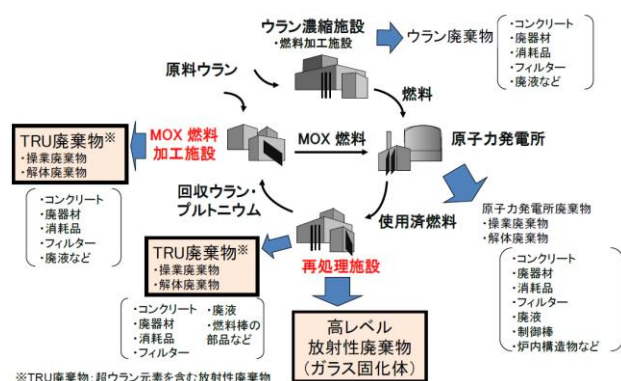 ウラン濃縮施設
・燃料加工施設
ウラン廃棄物
・コンクリート
・廃器材
・消耗品
・フィルター
・廃液など
原料ウラン
燃料
TRU廃棄物※
・操業廃棄物
・解体廃棄物
MOX 燃料
加工施設
MOX 燃料
原子力発電所
・コンクリート
・廃器材
・消耗品
・フィルター
・廃液など
回収ウラン・
プルトニウム
使用済燃料
原子力発電所廃棄物
・操業廃棄物
・解体廃棄物
TRU廃棄物※
・操業廃棄物
・解体廃棄物
再処理施設
・コンクリート
・廃器材
・消耗品
・フィルター
・廃液
・燃料棒の
部品など
・コンクリート
・廃器材
・消耗品
・フィルター
・廃液
・制御棒
・炉内構造物など
高レベル
放射性廃棄物
(ガラス固化体)
※TRU廃棄物:超ウラン元素を含む放射性廃棄物